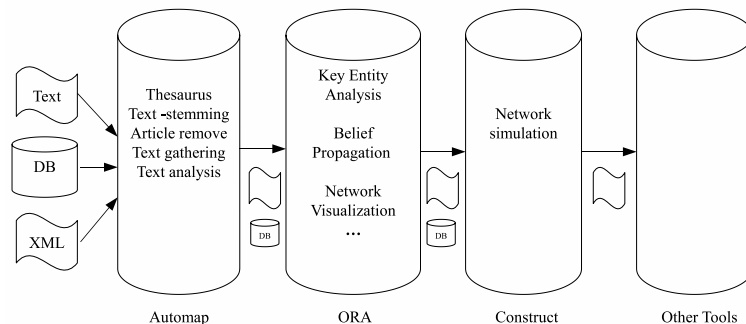 Text
DB
XML
Thesaurus
Text -stemming
Article remove
Text gathering
Text analysis
DB
Key Entity
Analysis
Belief
Propagation
Network
Visualization
...
DB
Network
simulation
Automap
ORA
Construct
Other Tools